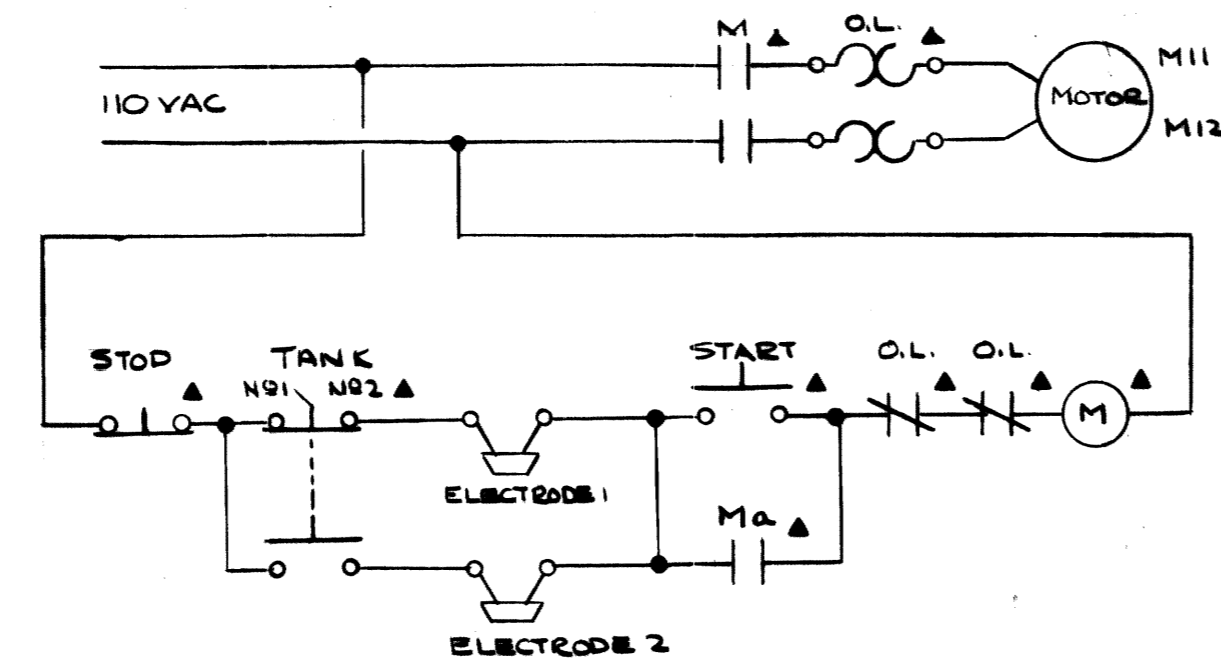 M
O.L.
M11
110 VAC
MOTOR
M12
STOP
TANK
START
O.L.
O.L.
No1
No2
M
ELECTRODE 1
Ma
ELECTRODE 2